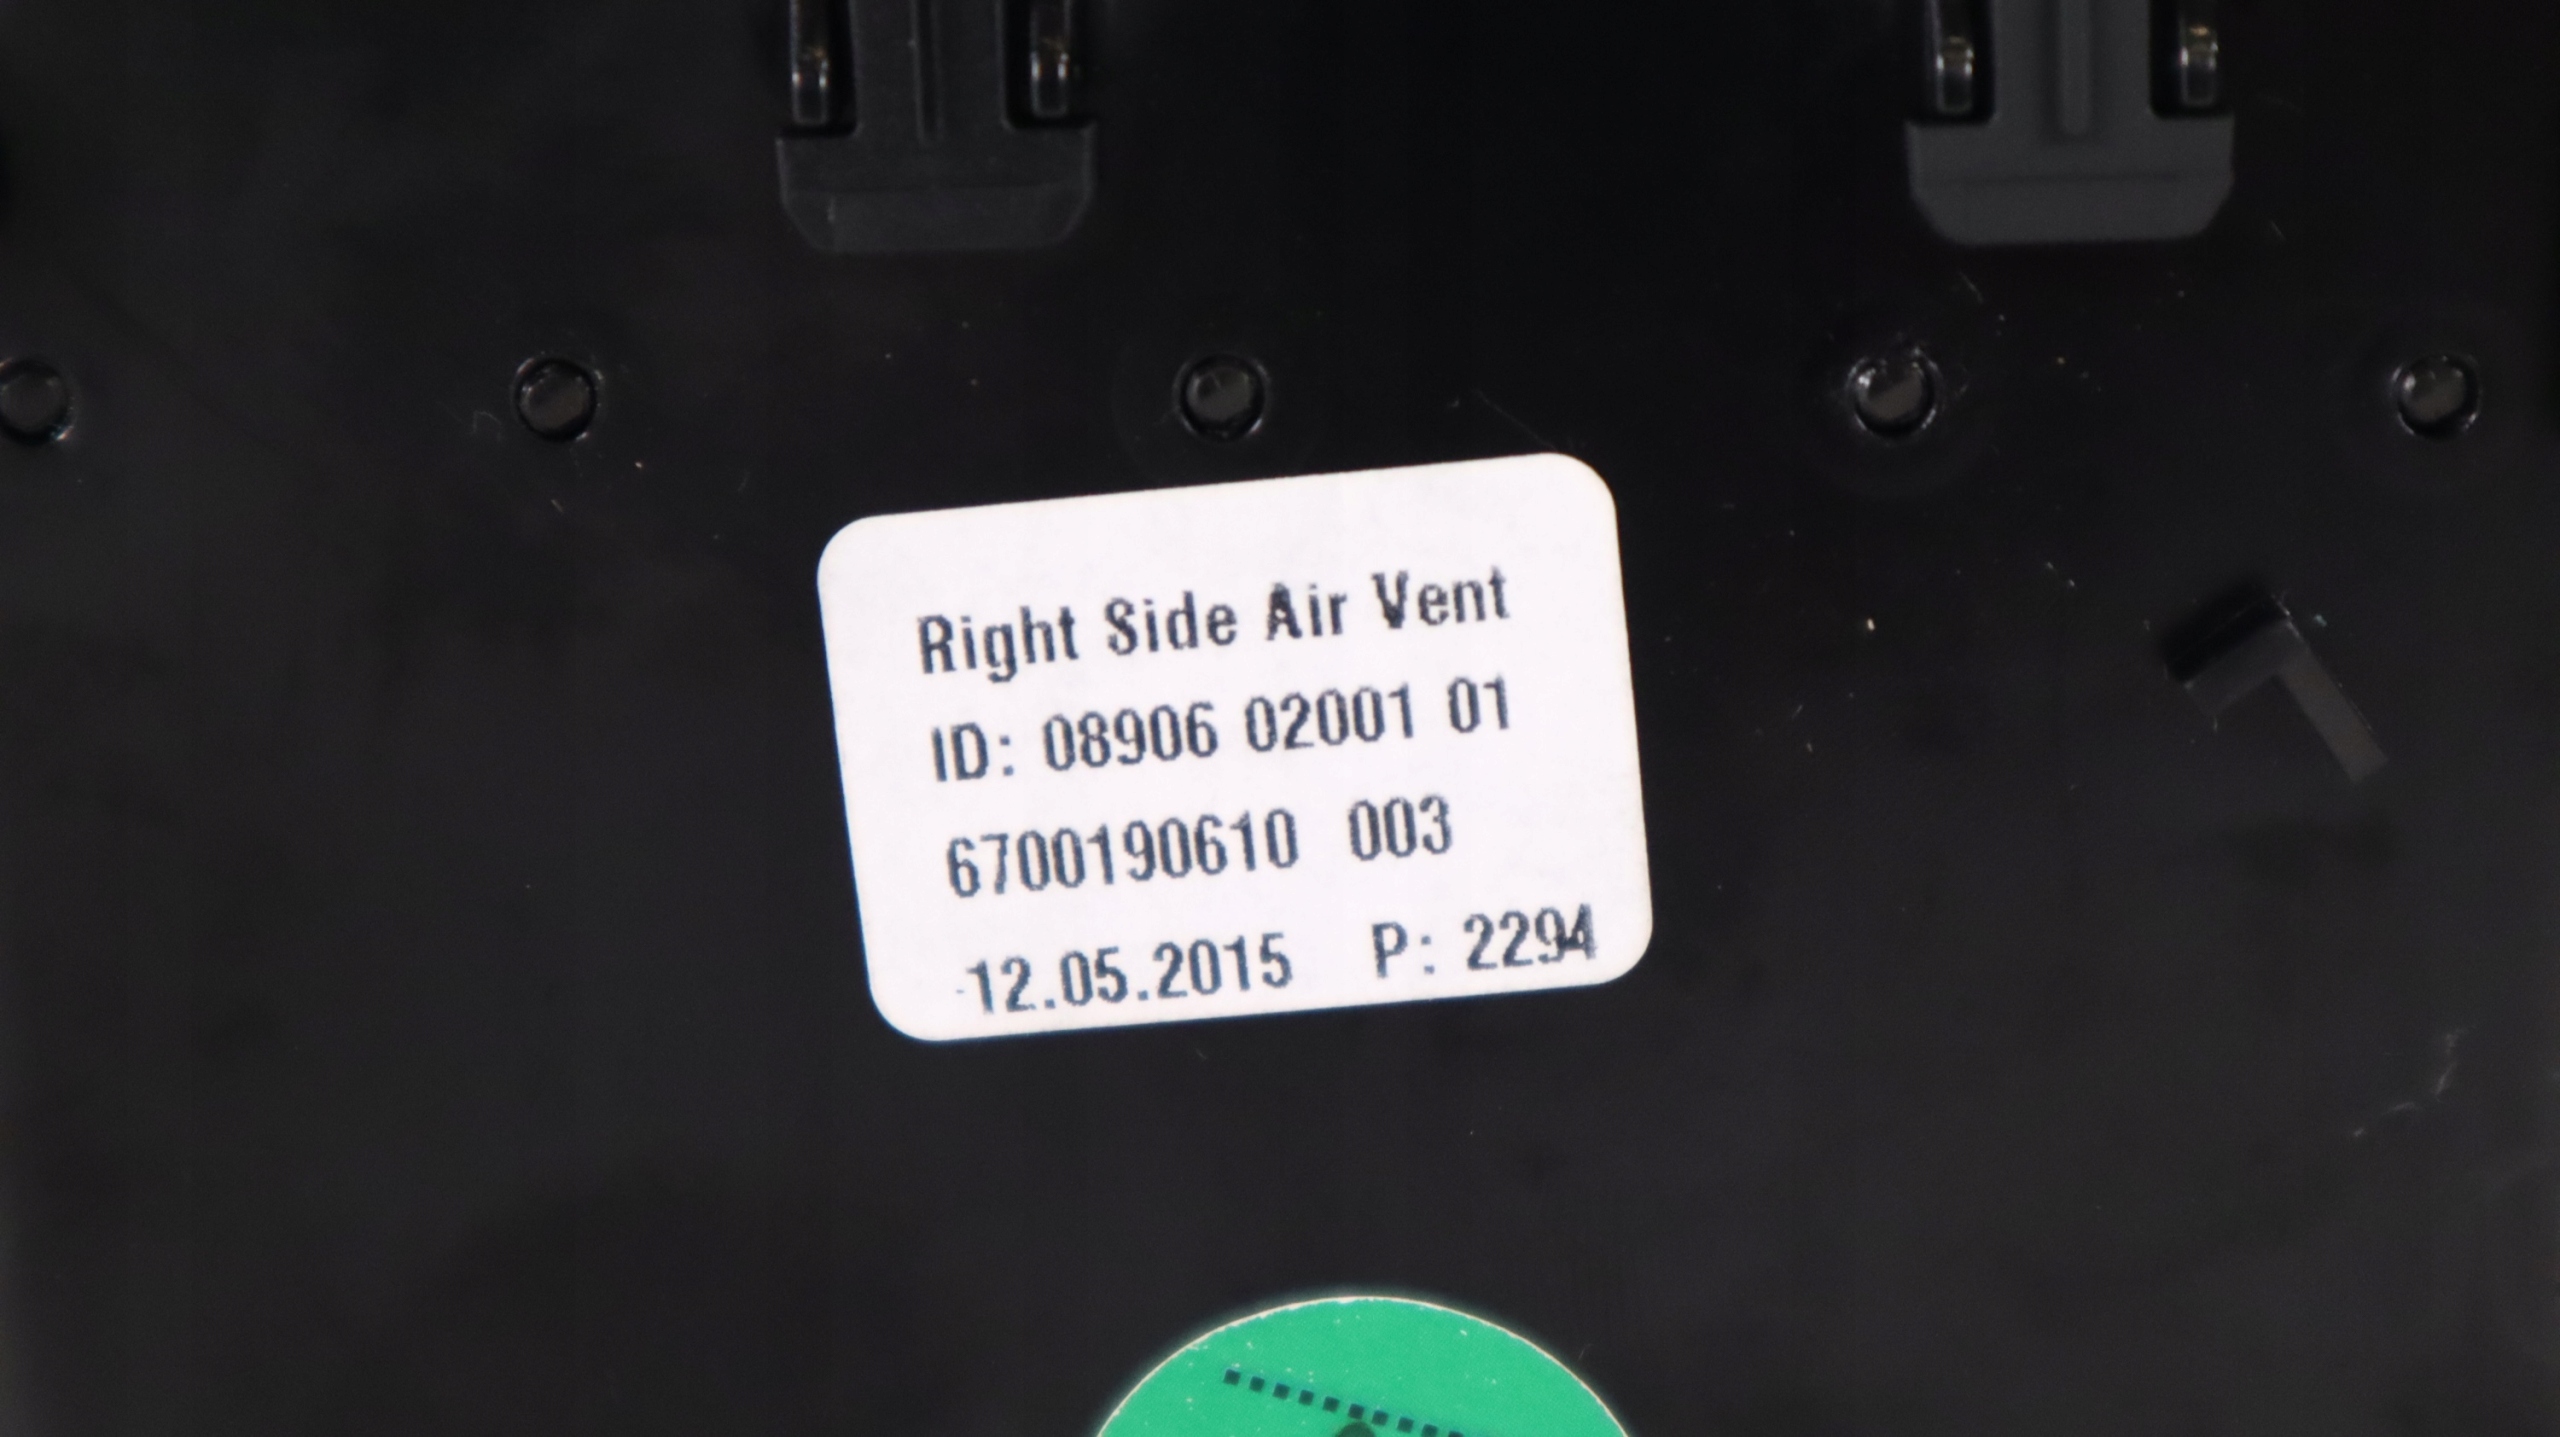 Right Side Air Vent
ID: 08906 02001 01
6700190610 003
12.05.2015 P: 2294